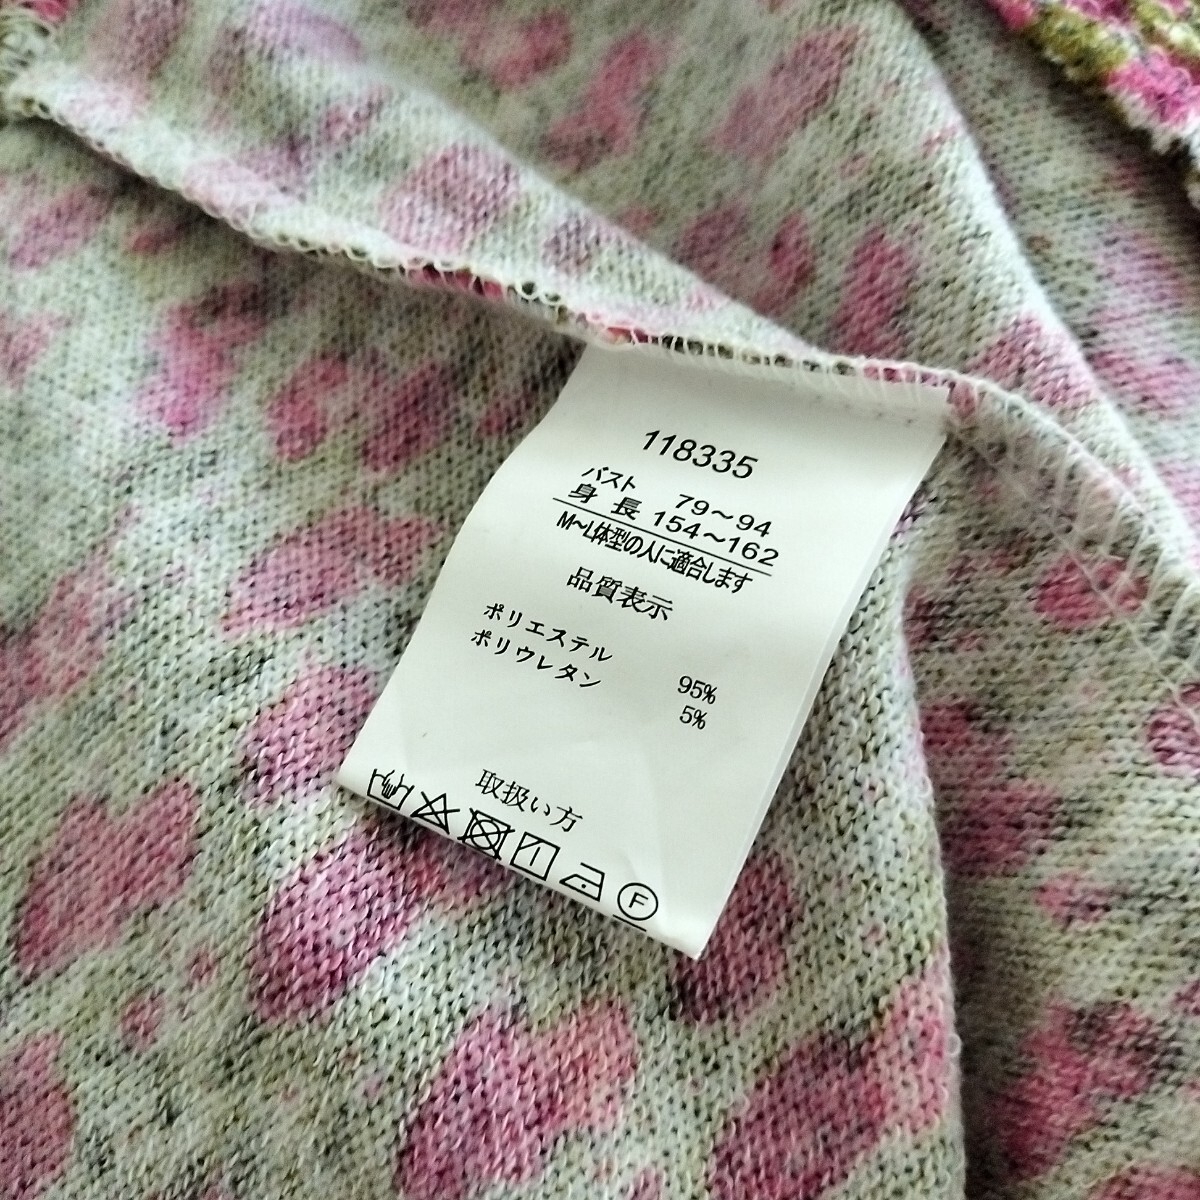 118335
バスト 79～94
身長 154～162
M～L体型の人に適合します
品質表示
ポリエステル 95%
ポリウレタン 5%
取扱い方
F